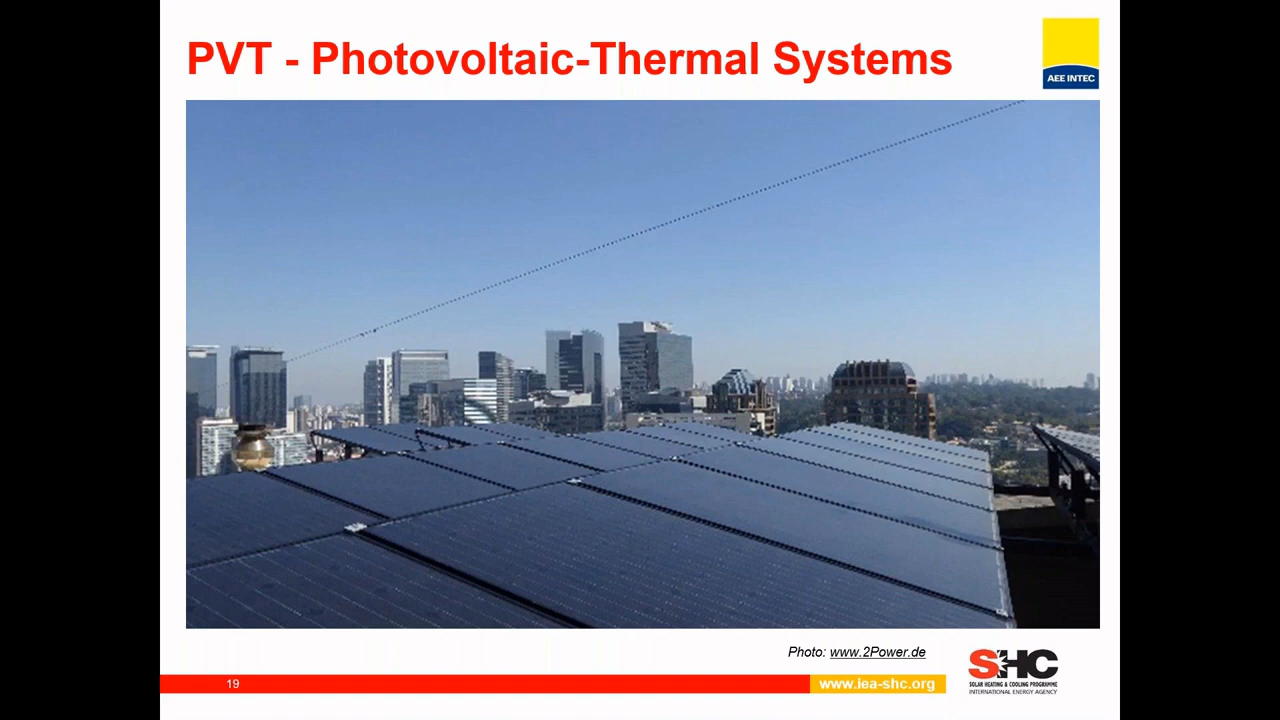 PVT - Photovoltaic-Thermal Systems
AEE INTEC
Photo: www.2Power.de
19
www.iea-shc.org
SHC
SOLAR HEATING & COOLING PROGRAMME
INTERNATIONAL ENERGY AGENCY